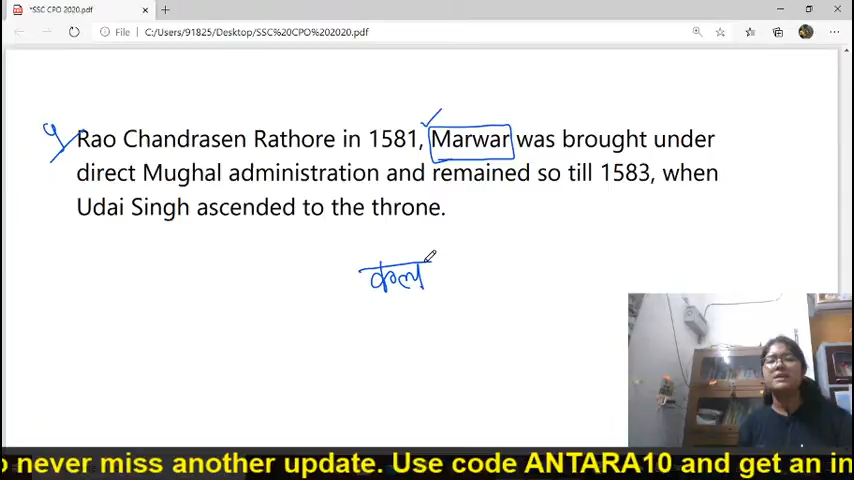 *SSC CPO 2020.pdf
File
C:/Users/91825/Desktop/SSC%20CPO%202020.pdf
Rao Chandrasen Rathore in 1581, Marwar was brought under
direct Mughal administration and remained so till 1583, when
Udai Singh ascended to the throne.
कला
o never miss another update. Use code ANTARA10 and get an in